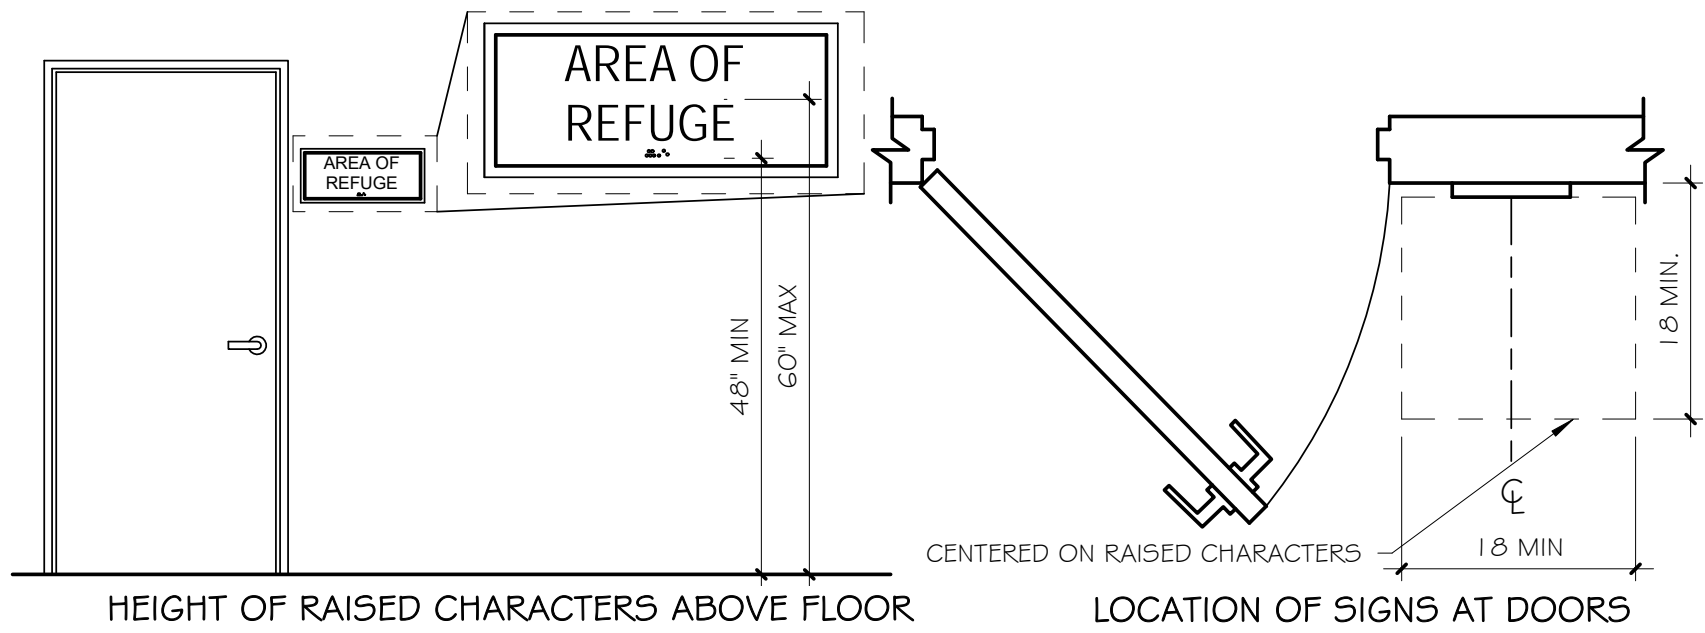 AREA OF
REFUGE
AREA OF
REFUGE
48" MIN
60" MAX
18 MIN.
℄
18 MIN
CENTERED ON RAISED CHARACTERS
HEIGHT OF RAISED CHARACTERS ABOVE FLOOR
LOCATION OF SIGNS AT DOORS